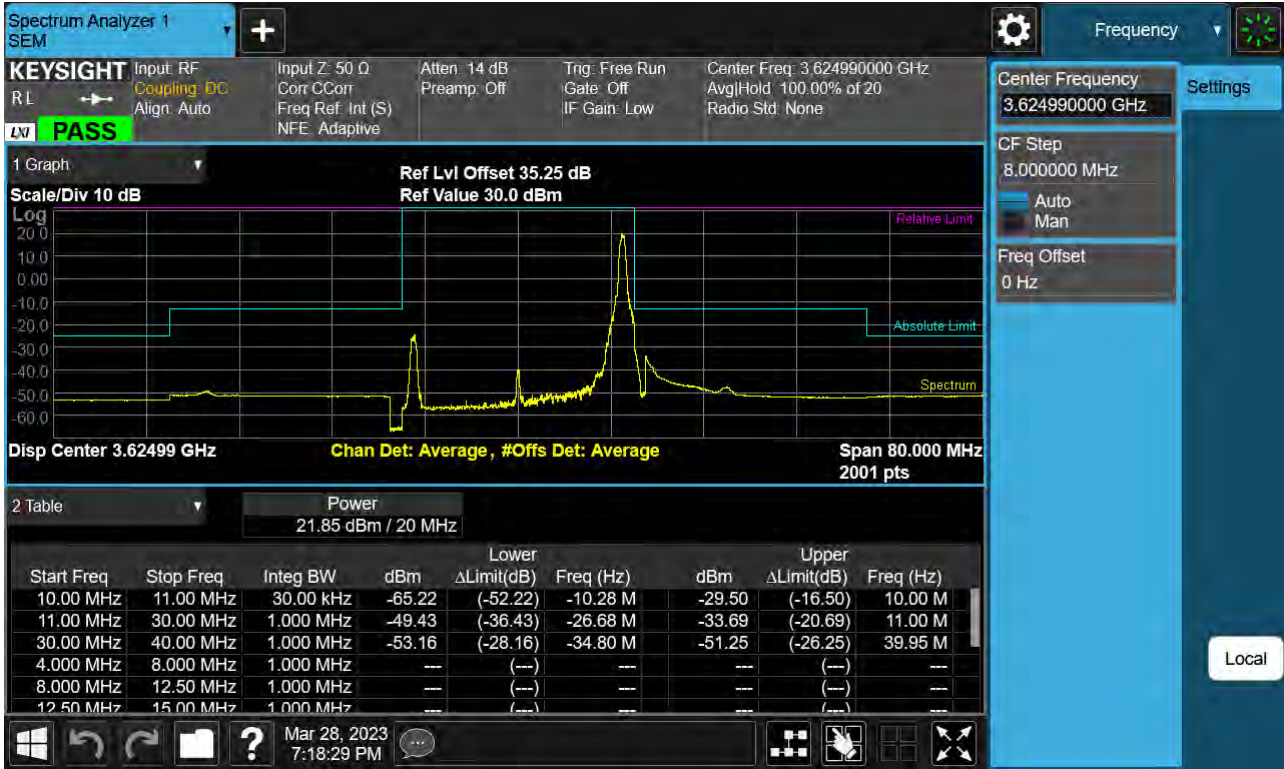 Spectrum Analyzer 1
SEM
Frequency
KEYSIGHT
R L
LXI
PASS
Input: RF
Coupling: DC
Align: Auto
Input Z: 50 Ω
Corr CCorr
Freq Ref: Int (S)
NFE: Adaptive
Atten: 14 dB
Preamp: Off
Trig: Free Run
Gate: Off
IF Gain: Low
Center Freq: 3.624990000 GHz
Avg|Hold: 100.00% of 20
Radio Std: None
Center Frequency
3.624990000 GHz
Settings
CF Step
8.000000 MHz
Auto
Man
Freq Offset
0 Hz
Local
1 Graph
Scale/Div 10 dB
Ref Lvl Offset 35.25 dB
Ref Value 30.0 dBm
Log
20.0
10.0
0.00
-10.0
-20.0
-30.0
-40.0
-50.0
-60.0
Relative Limit
Absolute Limit
Spectrum
Disp Center 3.62499 GHz
Chan Det: Average, #Offs Det: Average
Span 80.000 MHz
2001 pts
2 Table
Power
21.85 dBm / 20 MHz
Lower Upper
Start Freq Stop Freq Integ BW dBm ΔLimit(dB) Freq (Hz) dBm ΔLimit(dB) Freq (Hz)
10.00 MHz 11.00 MHz 30.00 kHz -65.22 (-52.22) -10.28 M -29.50 (-16.50) 10.00 M
11.00 MHz 30.00 MHz 1.000 MHz -49.43 (-36.43) -26.68 M -33.69 (-20.69) 11.00 M
30.00 MHz 40.00 MHz 1.000 MHz -53.16 (-28.16) -34.80 M -51.25 (-26.25) 39.95 M
4.000 MHz 8.000 MHz 1.000 MHz --- (---) --- --- (---) ---
8.000 MHz 12.50 MHz 1.000 MHz --- (---) --- --- (---) ---
12.50 MHz 15.00 MHz 1.000 MHz --- (---) --- --- (---) ---
?
Mar 28, 2023
7:18:29 PM